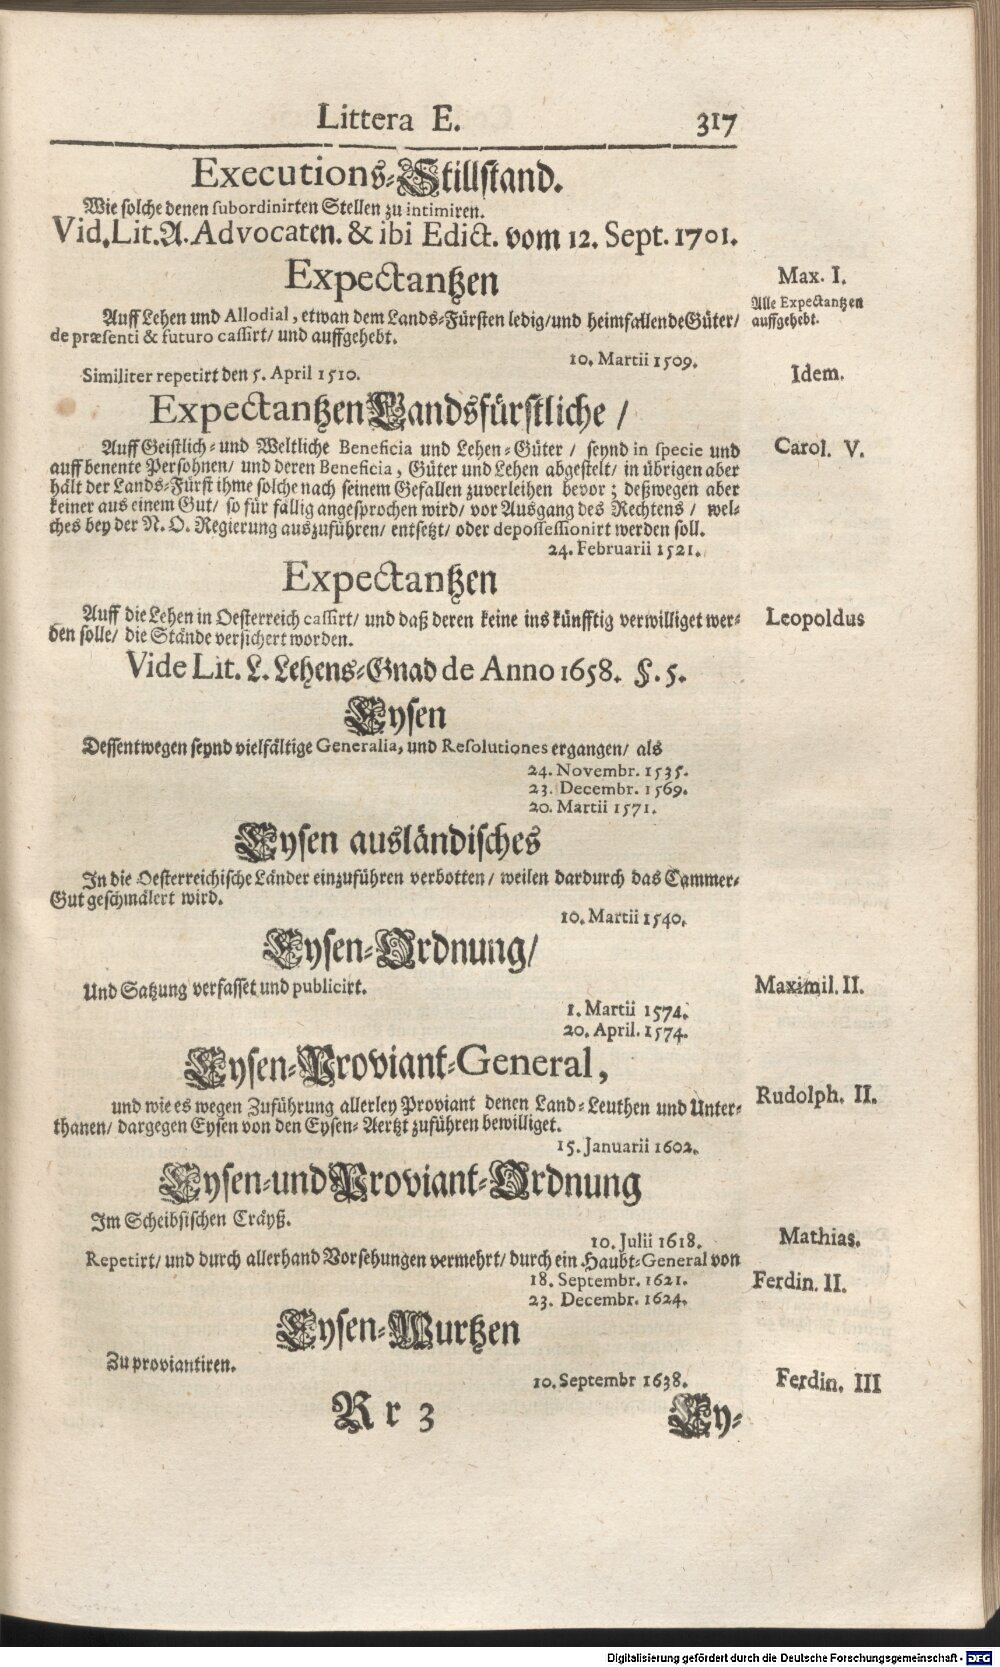 Littera E. 317
Executions-Stillstand.
Wie solche denen subordinirten Stellen zu intimiren.
Vid. Lit. A. Advocaten. & ibi Edict. vom 12. Sept. 1701.
Expectantzen
Max. I.
Alle Expectantzen
auffgehebt.
Auff Lehen und Allodial, etwan dem Lands-Fürsten ledig/ und heimfallende Güter/
de præsenti & futuro cassirt/ und auffgehebt.
10. Martii 1509.
Similiter repetirt den 5. April 1510.
Idem.
Expectantzen Landsfürstliche /
Auff Geistlich- und Weltliche Beneficia und Lehen-Güter / seynd in specie und
Carol. V.
auff benente Persohnen/ und deren Beneficia, Güter und Lehen abgestelt/ in übrigen aber
hält der Lands-Fürst ihme solche nach seinem Gefallen zuverleihen bevor; deßwegen aber
keiner aus einem Gut/ so für fällig angesprochen wird/ vor Ausgang des Rechtens / wel-
ches bey der N. O. Regierung auszuführen/ entsetzt/ oder depossessionirt werden soll.
24. Februarii 1521.
Expectantzen
Auff die Lehen in Oesterreich cassirt/ und daß deren keine ins künfftig verwilliget wer-
Leopoldus
den solle/ die Stände versichert worden.
Vide Lit. L. Lehens-Gnad de Anno 1658. §. 5.
Eysen
Dessentwegen seynd vielfältige Generalia, und Resolutiones ergangen/ als
24. Novembr. 1535.
23. Decembr. 1569.
20. Martii 1571.
Eysen ausländisches
In die Oesterreichische Länder einzuführen verbotten/ weilen dardurch das Cammer-
Gut geschmälert wird.
10. Martii 1540.
Eysen-Ordnung/
Und Satzung verfasset und publicirt.
Maximil. II.
1. Martii 1574.
20. April. 1574.
Eysen-Proviant-General,
und wie es wegen Zuführung allerley Proviant denen Land-Leuthen und Unter-
Rudolph. II.
thanen/ dargegen Eysen von den Eysen-Aertzt zuführen bewilliget.
15. Januarii 1602.
Eysen-und Proviant-Ordnung
Im Scheibsischen Cräyß.
10. Julii 1618.
Mathias.
Repetirt/ und durch allerhand Vorsehungen vermehrt/ durch ein Haubt-General von
18. Septembr. 1621.
Ferdin. II.
23. Decembr. 1624.
Eysen-Wurtzen
Zu proviantiren.
10. Septembr 1638.
Ferdin. III
Rr 3
Ey-
Digitalisierung gefördert durch die Deutsche Forschungsgemeinschaft - DFG